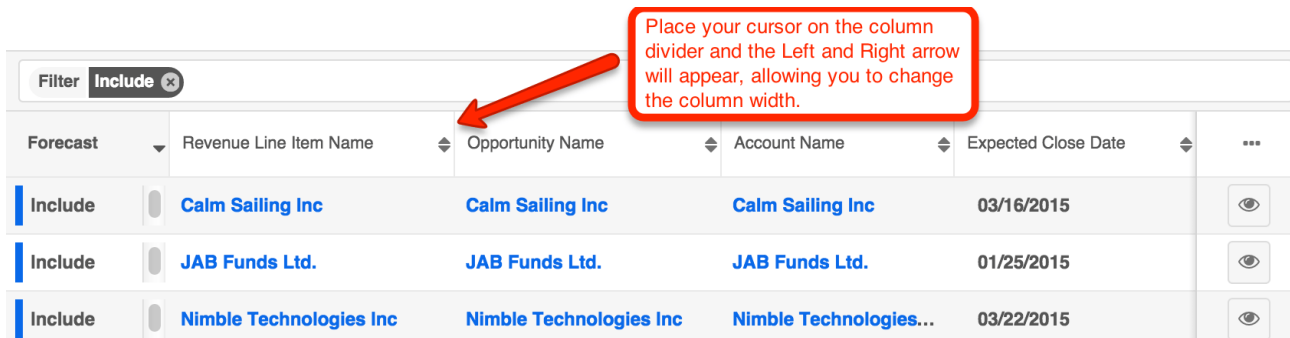 Place your cursor on the column
divider and the Left and Right arrow
will appear, allowing you to change
the column width.
Filter Include
Forecast Revenue Line Item Name Opportunity Name Account Name Expected Close Date ...
Include Calm Sailing Inc Calm Sailing Inc Calm Sailing Inc 03/16/2015
Include JAB Funds Ltd. JAB Funds Ltd. JAB Funds Ltd. 01/25/2015
Include Nimble Technologies Inc Nimble Technologies Inc Nimble Technologies... 03/22/2015